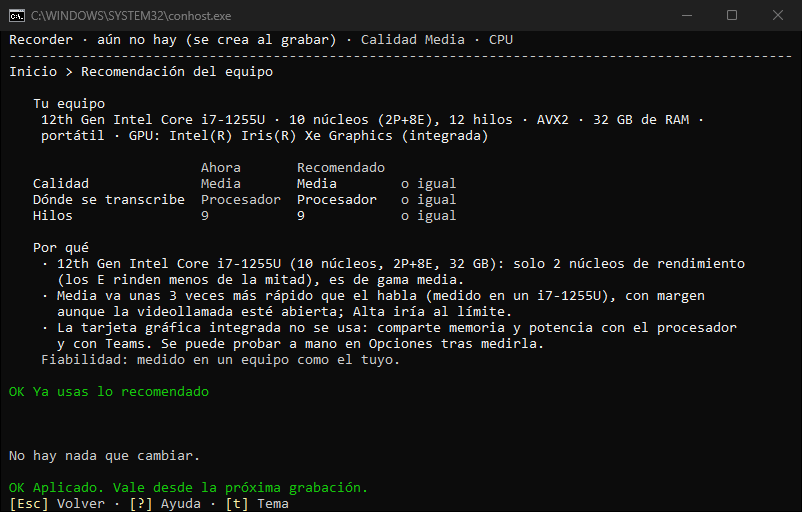 C:\WINDOWS\SYSTEM32\conhost.exe
Recorder · aún no hay (se crea al grabar) · Calidad Media · CPU
Inicio > Recomendación del equipo
Tu equipo
12th Gen Intel Core i7-1255U · 10 núcleos (2P+8E), 12 hilos · AVX2 · 32 GB de RAM ·
portátil · GPU: Intel(R) Iris(R) Xe Graphics (integrada)
Ahora Recomendado
Calidad Media Media o igual
Dónde se transcribe Procesador Procesador o igual
Hilos 9 9 o igual
Por qué
· 12th Gen Intel Core i7-1255U (10 núcleos, 2P+8E, 32 GB): solo 2 núcleos de rendimiento
(los E rinden menos de la mitad), es de gama media.
· Media va unas 3 veces más rápido que el habla (medido en un i7-1255U), con margen
aunque la videollamada esté abierta; Alta iría al límite.
· La tarjeta gráfica integrada no se usa: comparte memoria y potencia con el procesador
y con Teams. Se puede probar a mano en Opciones tras medirla.
Fiabilidad: medido en un equipo como el tuyo.
OK Ya usas lo recomendado
No hay nada que cambiar.
OK Aplicado. Vale desde la próxima grabación.
[Esc] Volver · [?] Ayuda · [t] Tema